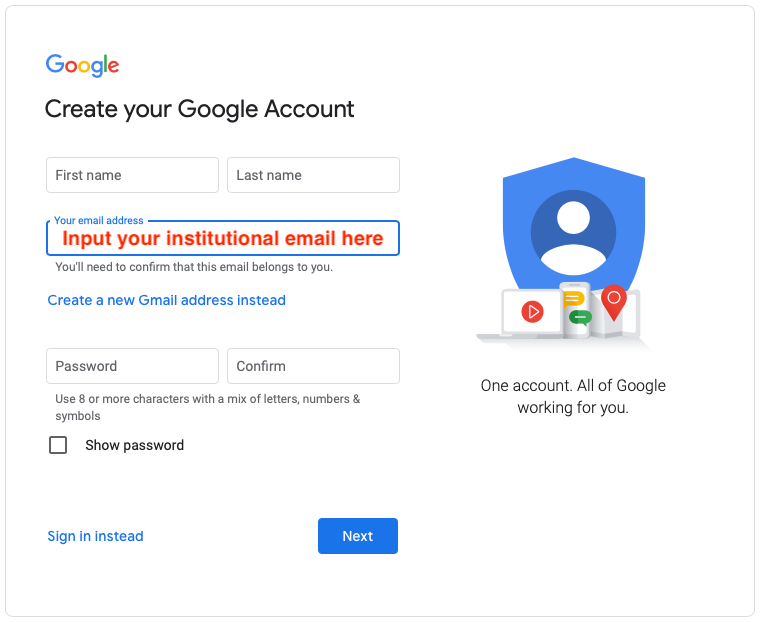 Google
Create your Google Account
First name
Last name
Your email address
Input your institutional email here
You'll need to confirm that this email belongs to you.
Create a new Gmail address instead
Password
Confirm
Use 8 or more characters with a mix of letters, numbers &
symbols
Show password
Sign in instead
Next
One account. All of Google
working for you.